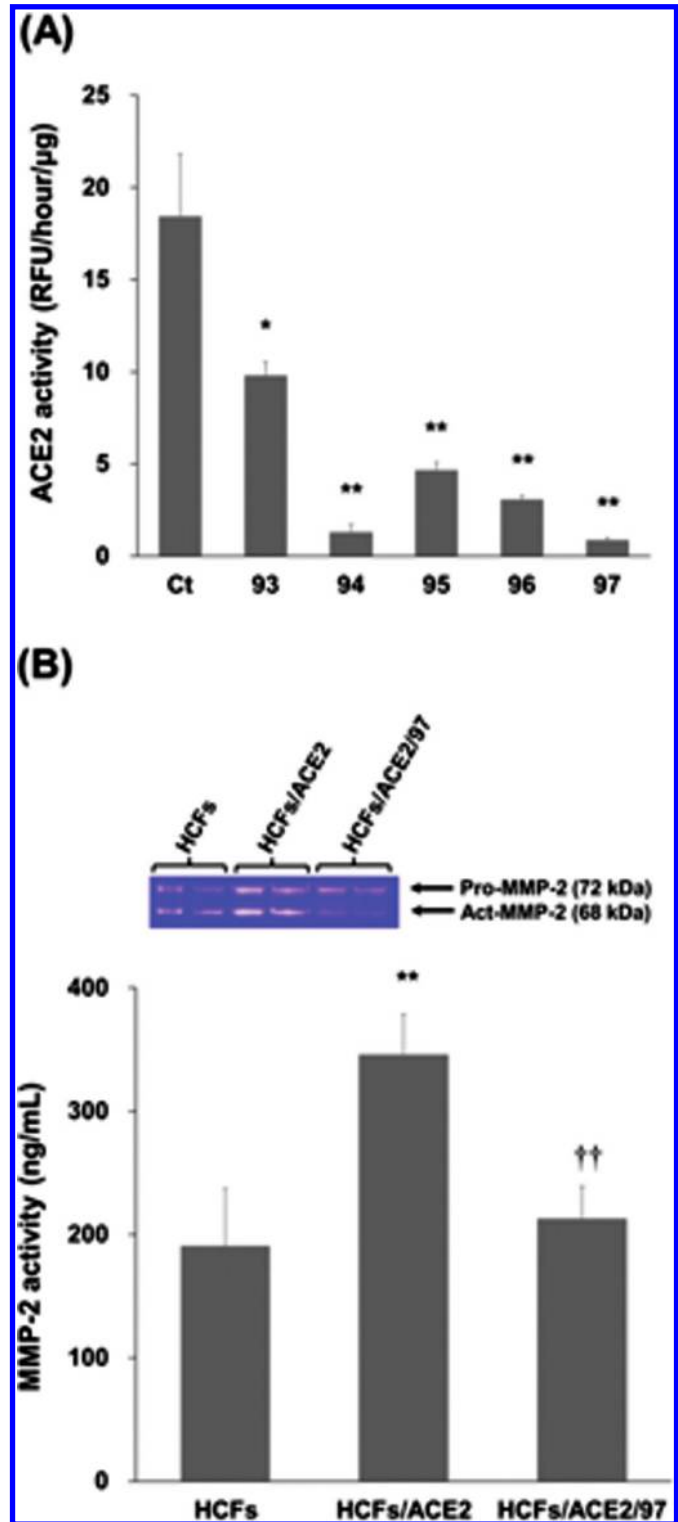 (A)
ACE2 activity (RFU/hour/µg)
25
20
15
10
5
0
*
**
**
**
**
Ct 93 94 95 96 97
(B)
HCFs HCFs/ACE2 HCFs/ACE2/97
Pro-MMP-2 (72 kDa)
Act-MMP-2 (68 kDa)
MMP-2 activity (ng/mL)
400
300
200
100
0
**
††
HCFs HCFs/ACE2 HCFs/ACE2/97